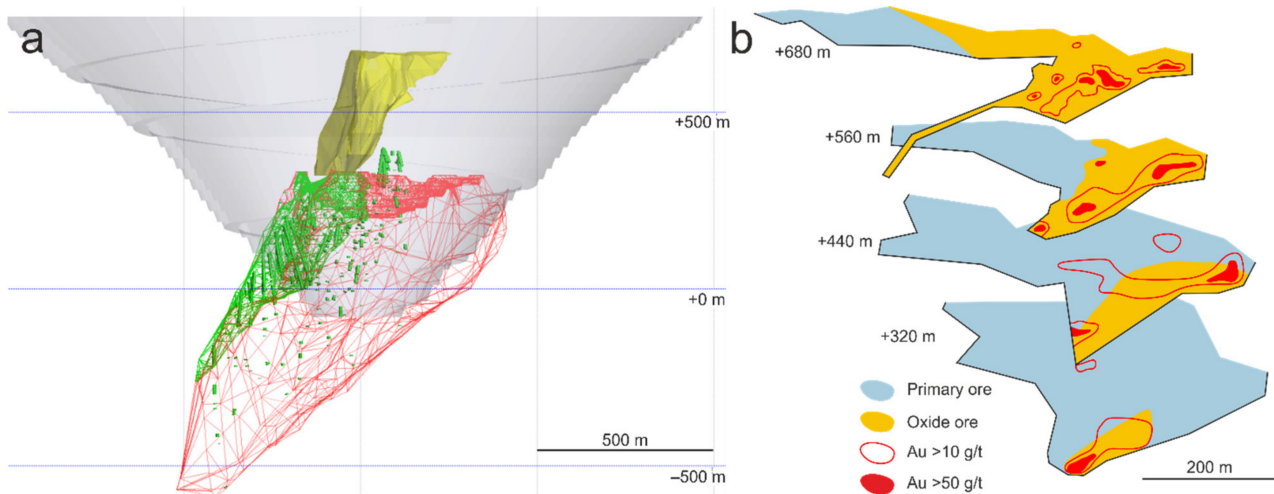 a
+500 m
+0 m
500 m
–500 m
b
+680 m
+560 m
+440 m
+320 m
Primary ore
Oxide ore
Au >10 g/t
Au >50 g/t
200 m